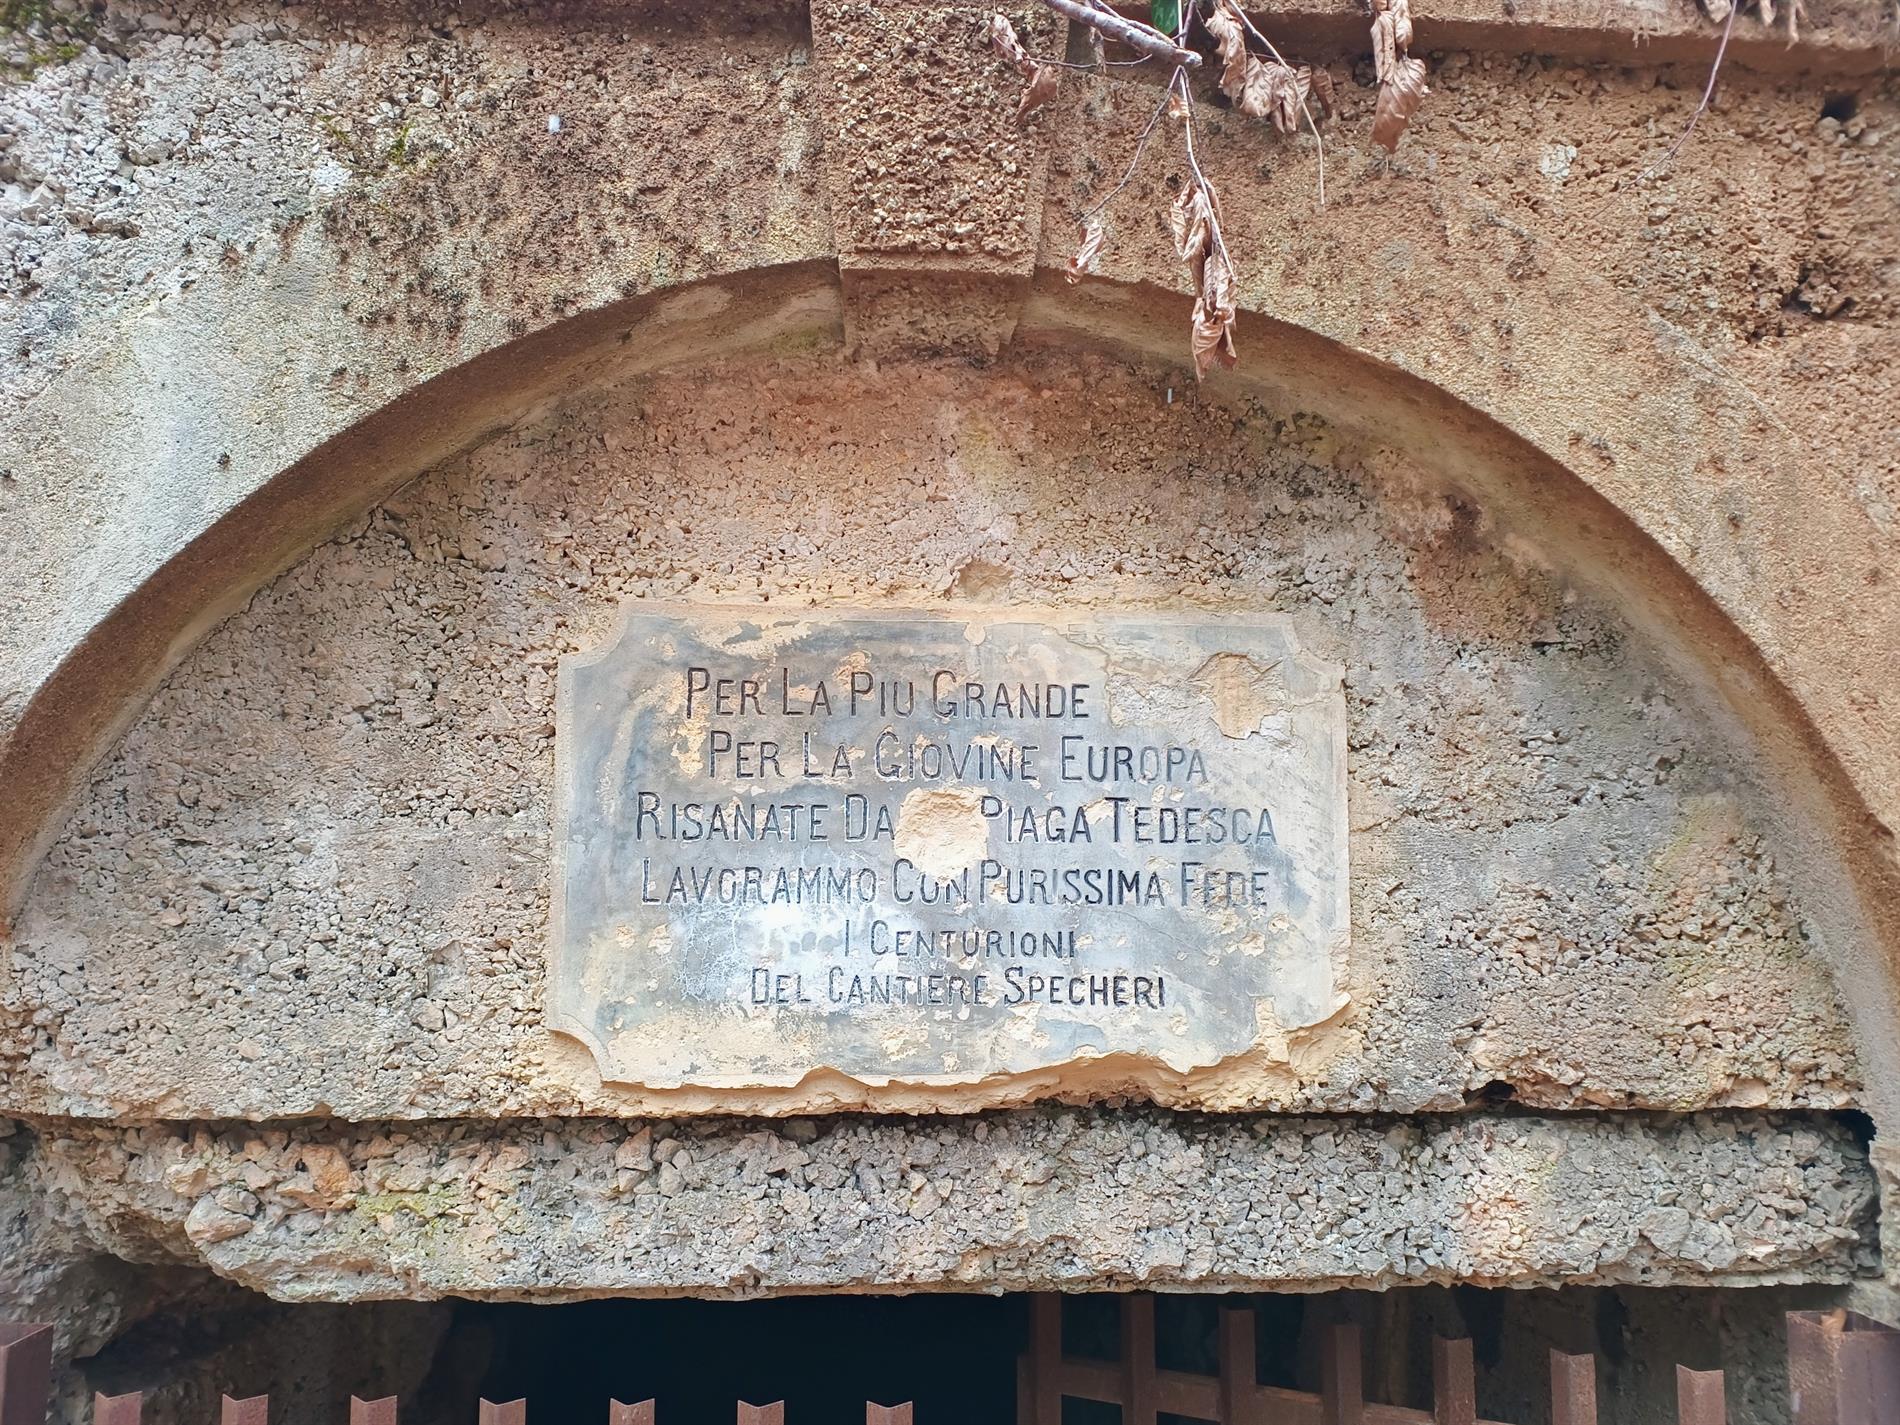 PER LA PIU GRANDE
PER LA GIOVINE EUROPA
RISANATE DA PIAGA TEDESCA
LAVORAMMO CON PURISSIMA FEDE
I CENTURIONI
DEL CANTIERE SPECHERI